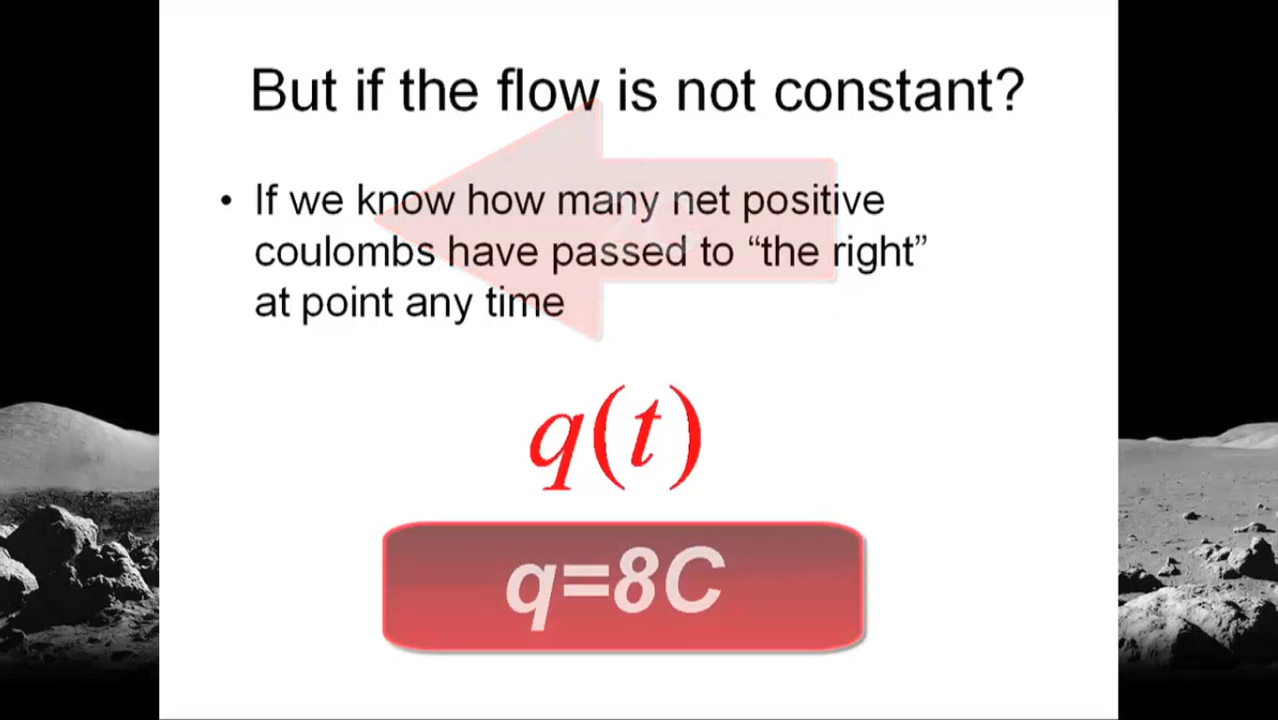 But if the flow is not constant?
• If we know how many net positive
coulombs have passed to “the right”
at point any time
q(t)
q=8C